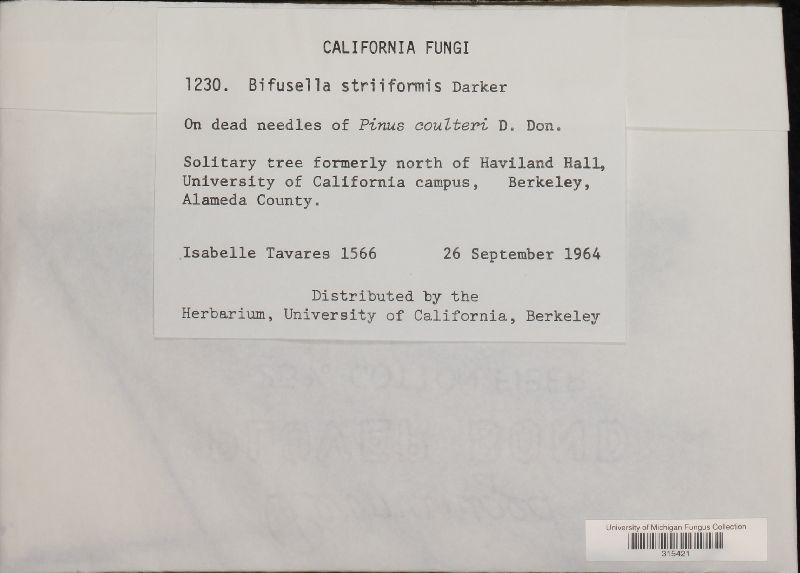 CALIFORNIA FUNGI
1230. Bifusella striiformis Darker
On dead needles of Pinus coulteri D. Don.
Solitary tree formerly north of Haviland Hall,
University of California campus, Berkeley,
Alameda County.
Isabelle Tavares 1566 26 September 1964
Distributed by the
Herbarium, University of California, Berkeley
University of Michigan Fungus Collection
315421